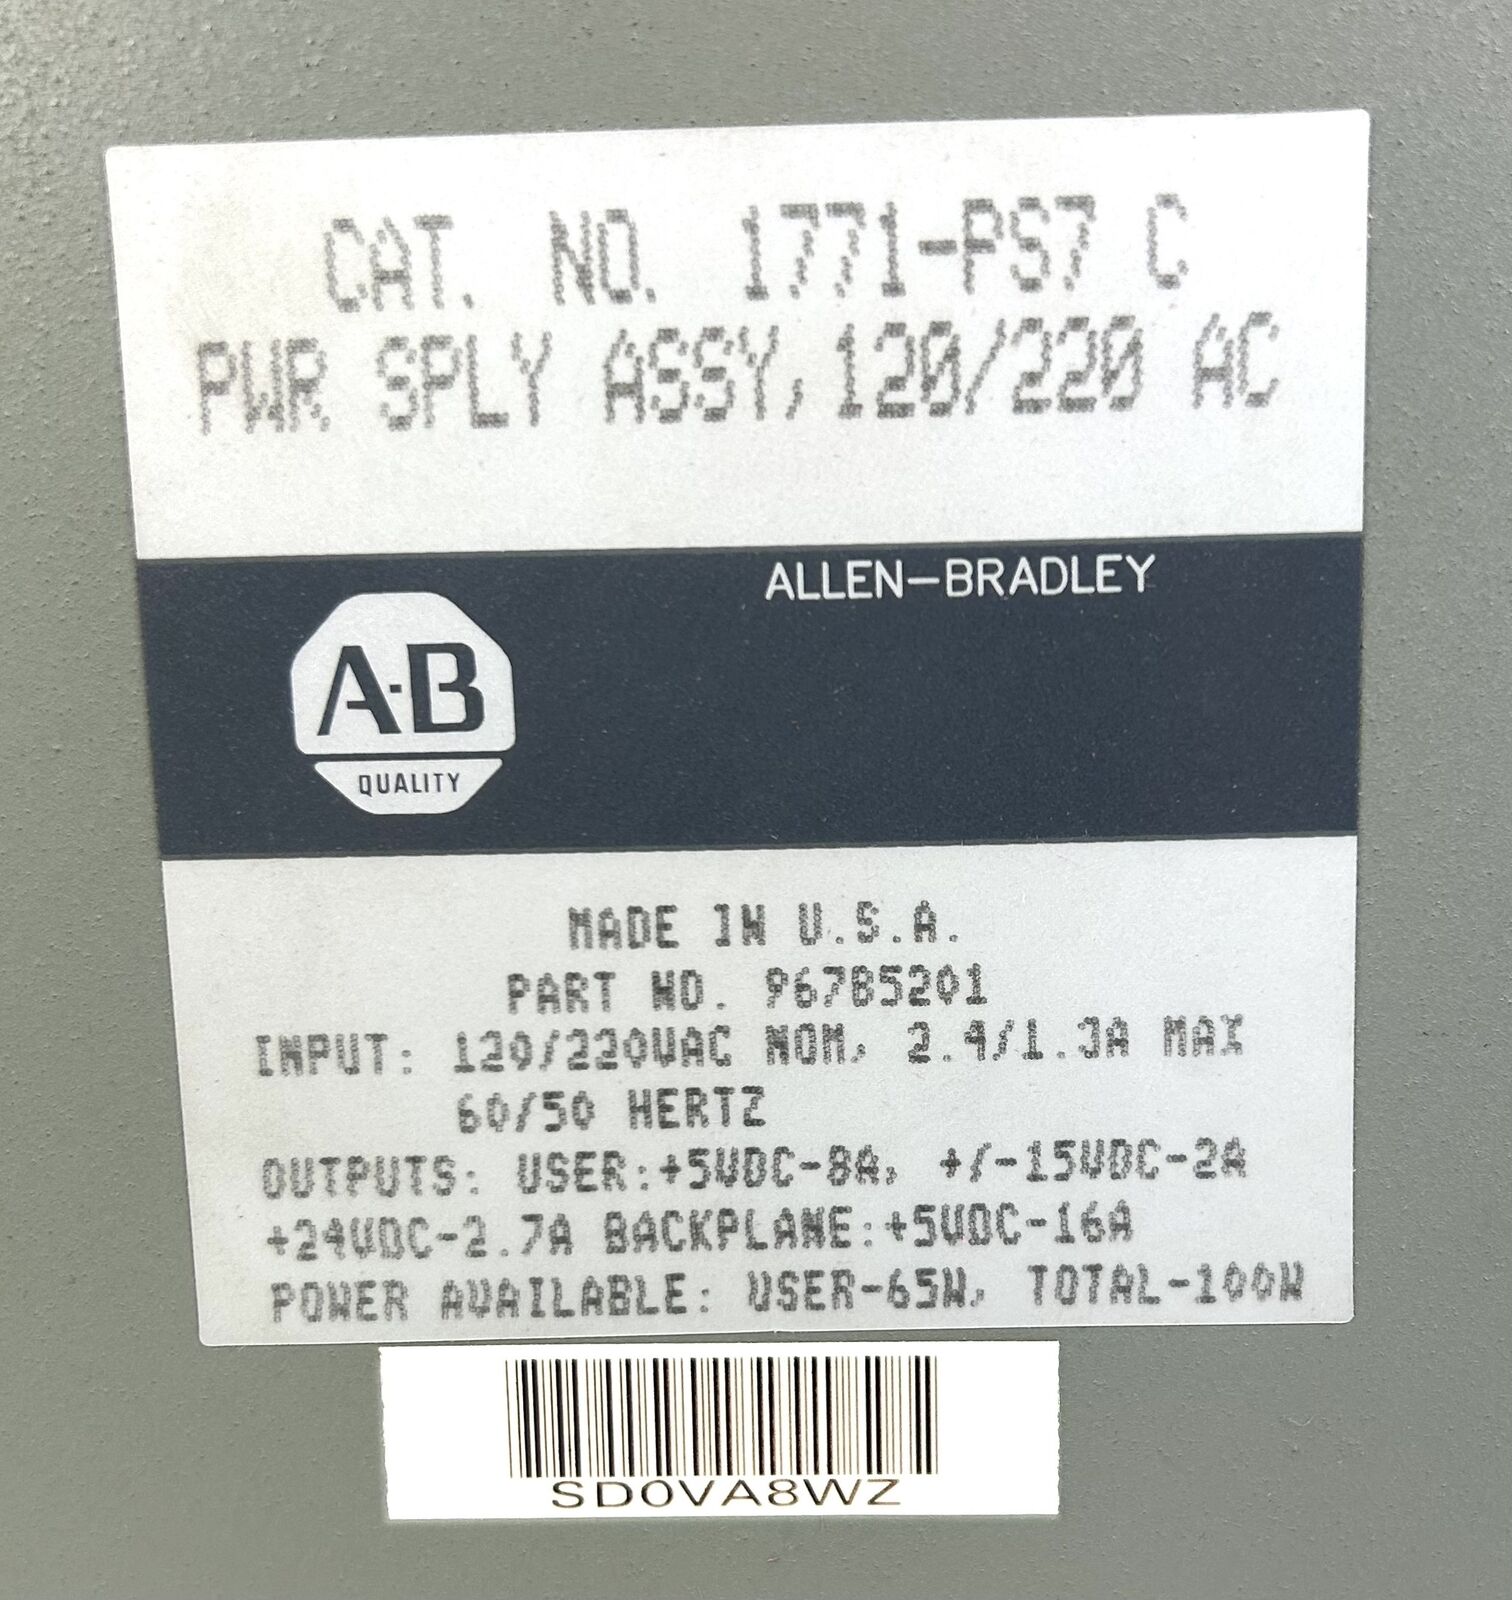 CAT. NO. 1771-PS7 C
PWR SPLY ASSY, 120/220 AC
ALLEN-BRADLEY
A-B
QUALITY
MADE IN U.S.A.
PART NO. 96785201
INPUT: 120/220VAC NOM, 2.4/1.3A MAX
60/50 HERTZ
OUTPUTS: USER:+5VDC-8A, +/-15VDC-2A
+24VDC-2.7A BACKPLANE:+5VDC-16A
POWER AVAILABLE: USER-65W, TOTAL-100W
SD0VA8WZ